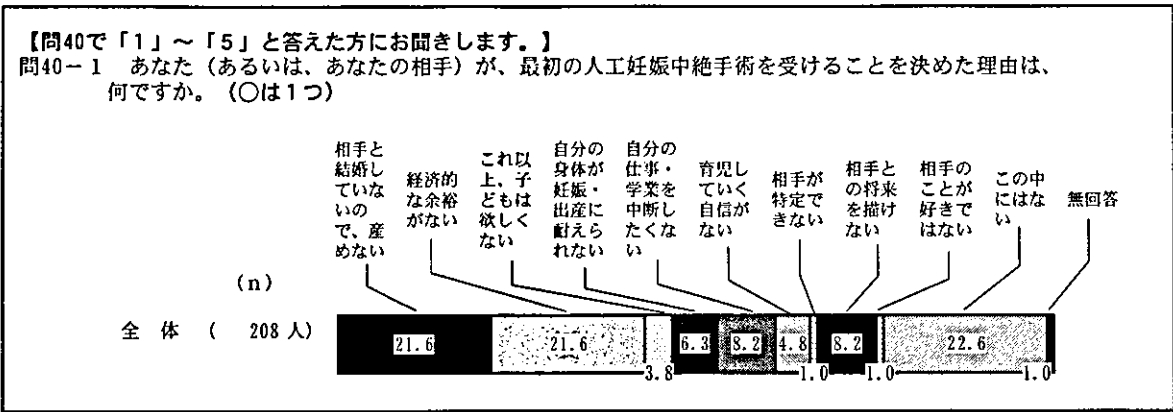 【問40で「1」～「5」と答えた方にお聞きします。】
問40－1　あなた（あるいは、あなたの相手）が、最初の人工妊娠中絶手術を受けることを決めた理由は、
何ですか。（○は1つ）
相手と
結婚し
ていな
いの
で、産
めない
経済的
な余裕
がない
これ以
上、子
どもは
欲しく
ない
自分の
身体が
妊娠・
出産に
耐えら
れない
自分の
仕事・
学業を
中断し
たくな
い
育児し
ていく
自信が
ない
相手が
特定で
きない
相手と
の将来
を描け
ない
相手の
ことが
好きで
はない
この中
にはな
い
無回答
(n)
全 体 ( 208人)
21.6
21.6
3.8
6.3
8.2
4.8
1.0
8.2
1.0
22.6
1.0